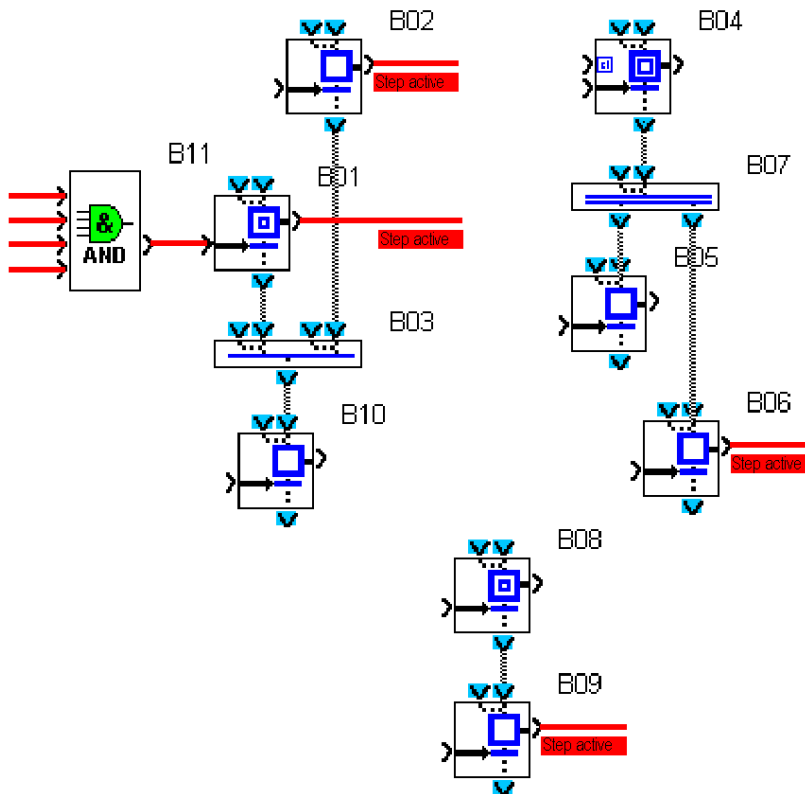 B02
B04
Step active
B11
B01
B07
&
AND
Step active
B05
B03
B10
B06
Step active
B08
B09
Step active